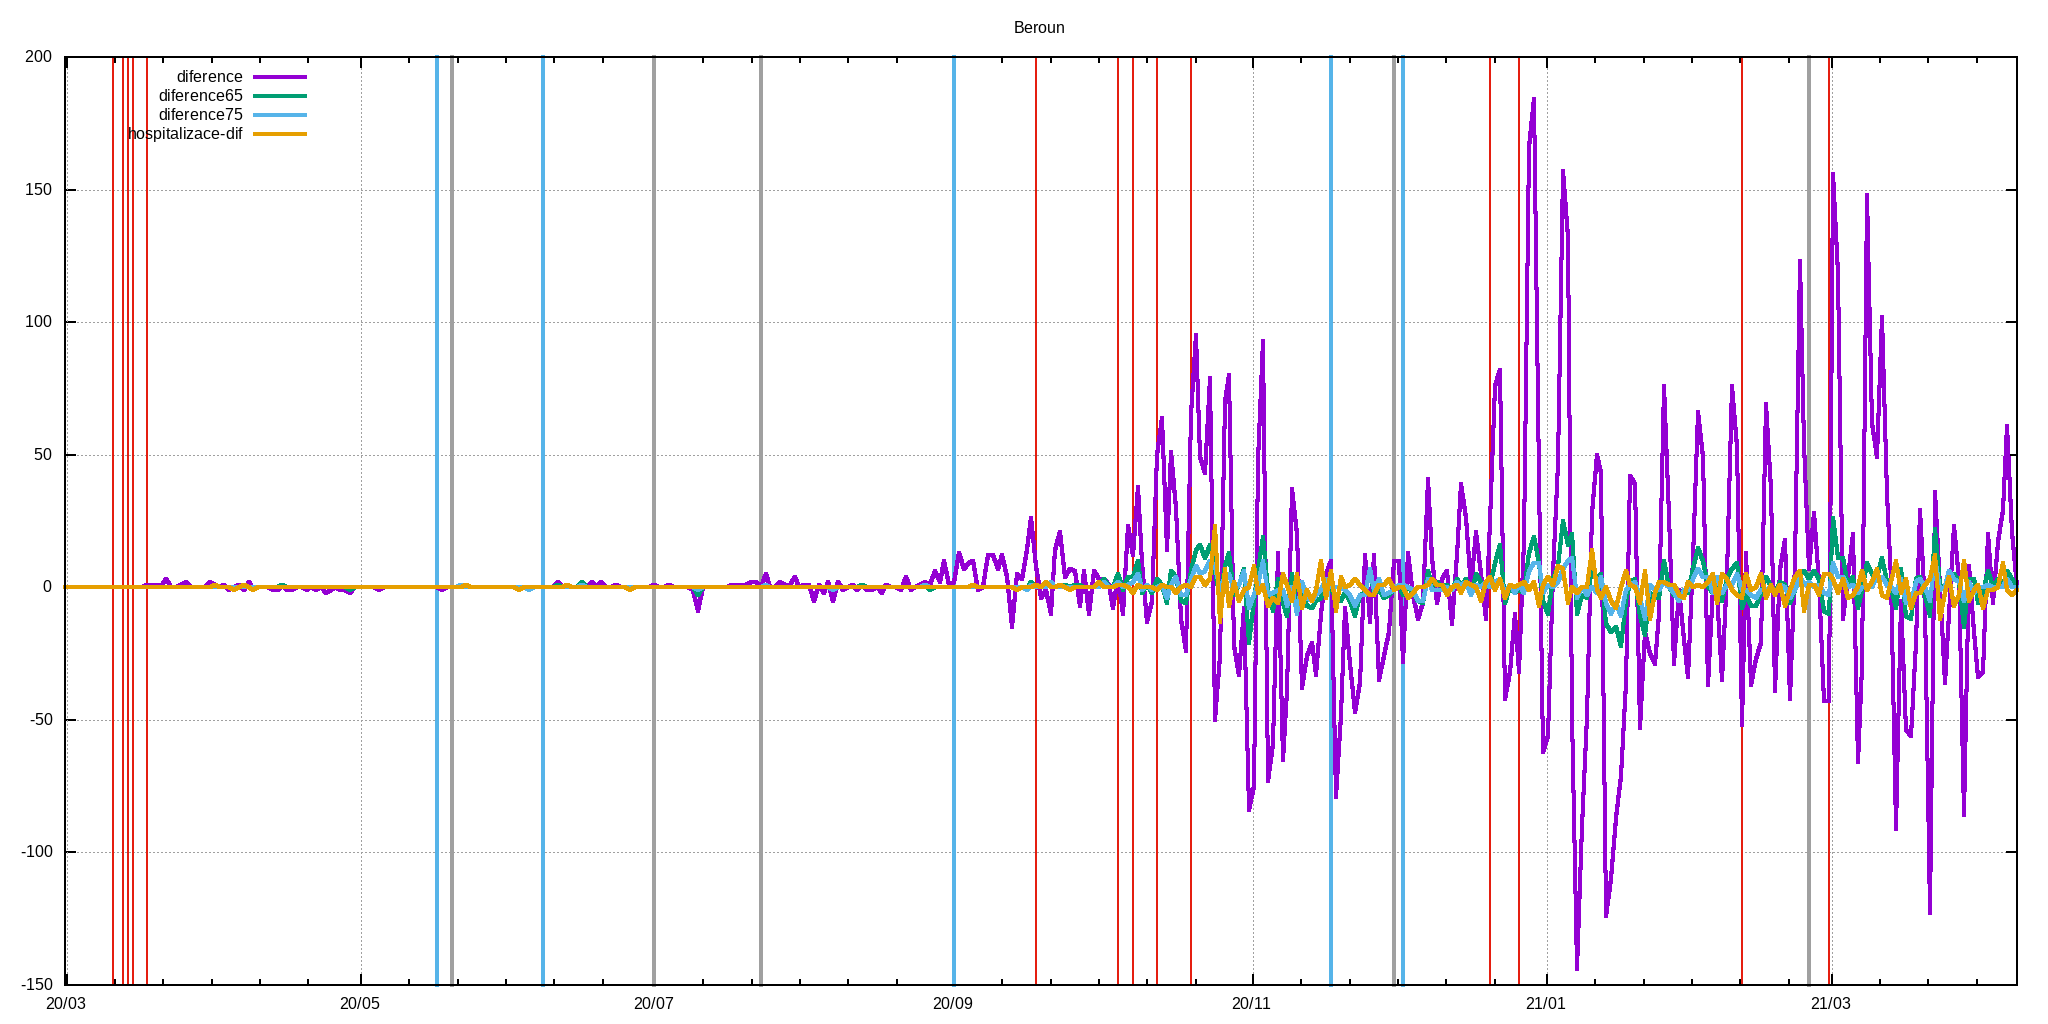 Beroun
200
diference
diference65
diference75
hospitalizace-dif
150
100
50
0
-50
-100
-150
20/03 20/05 20/07 20/09 20/11 21/01 21/03